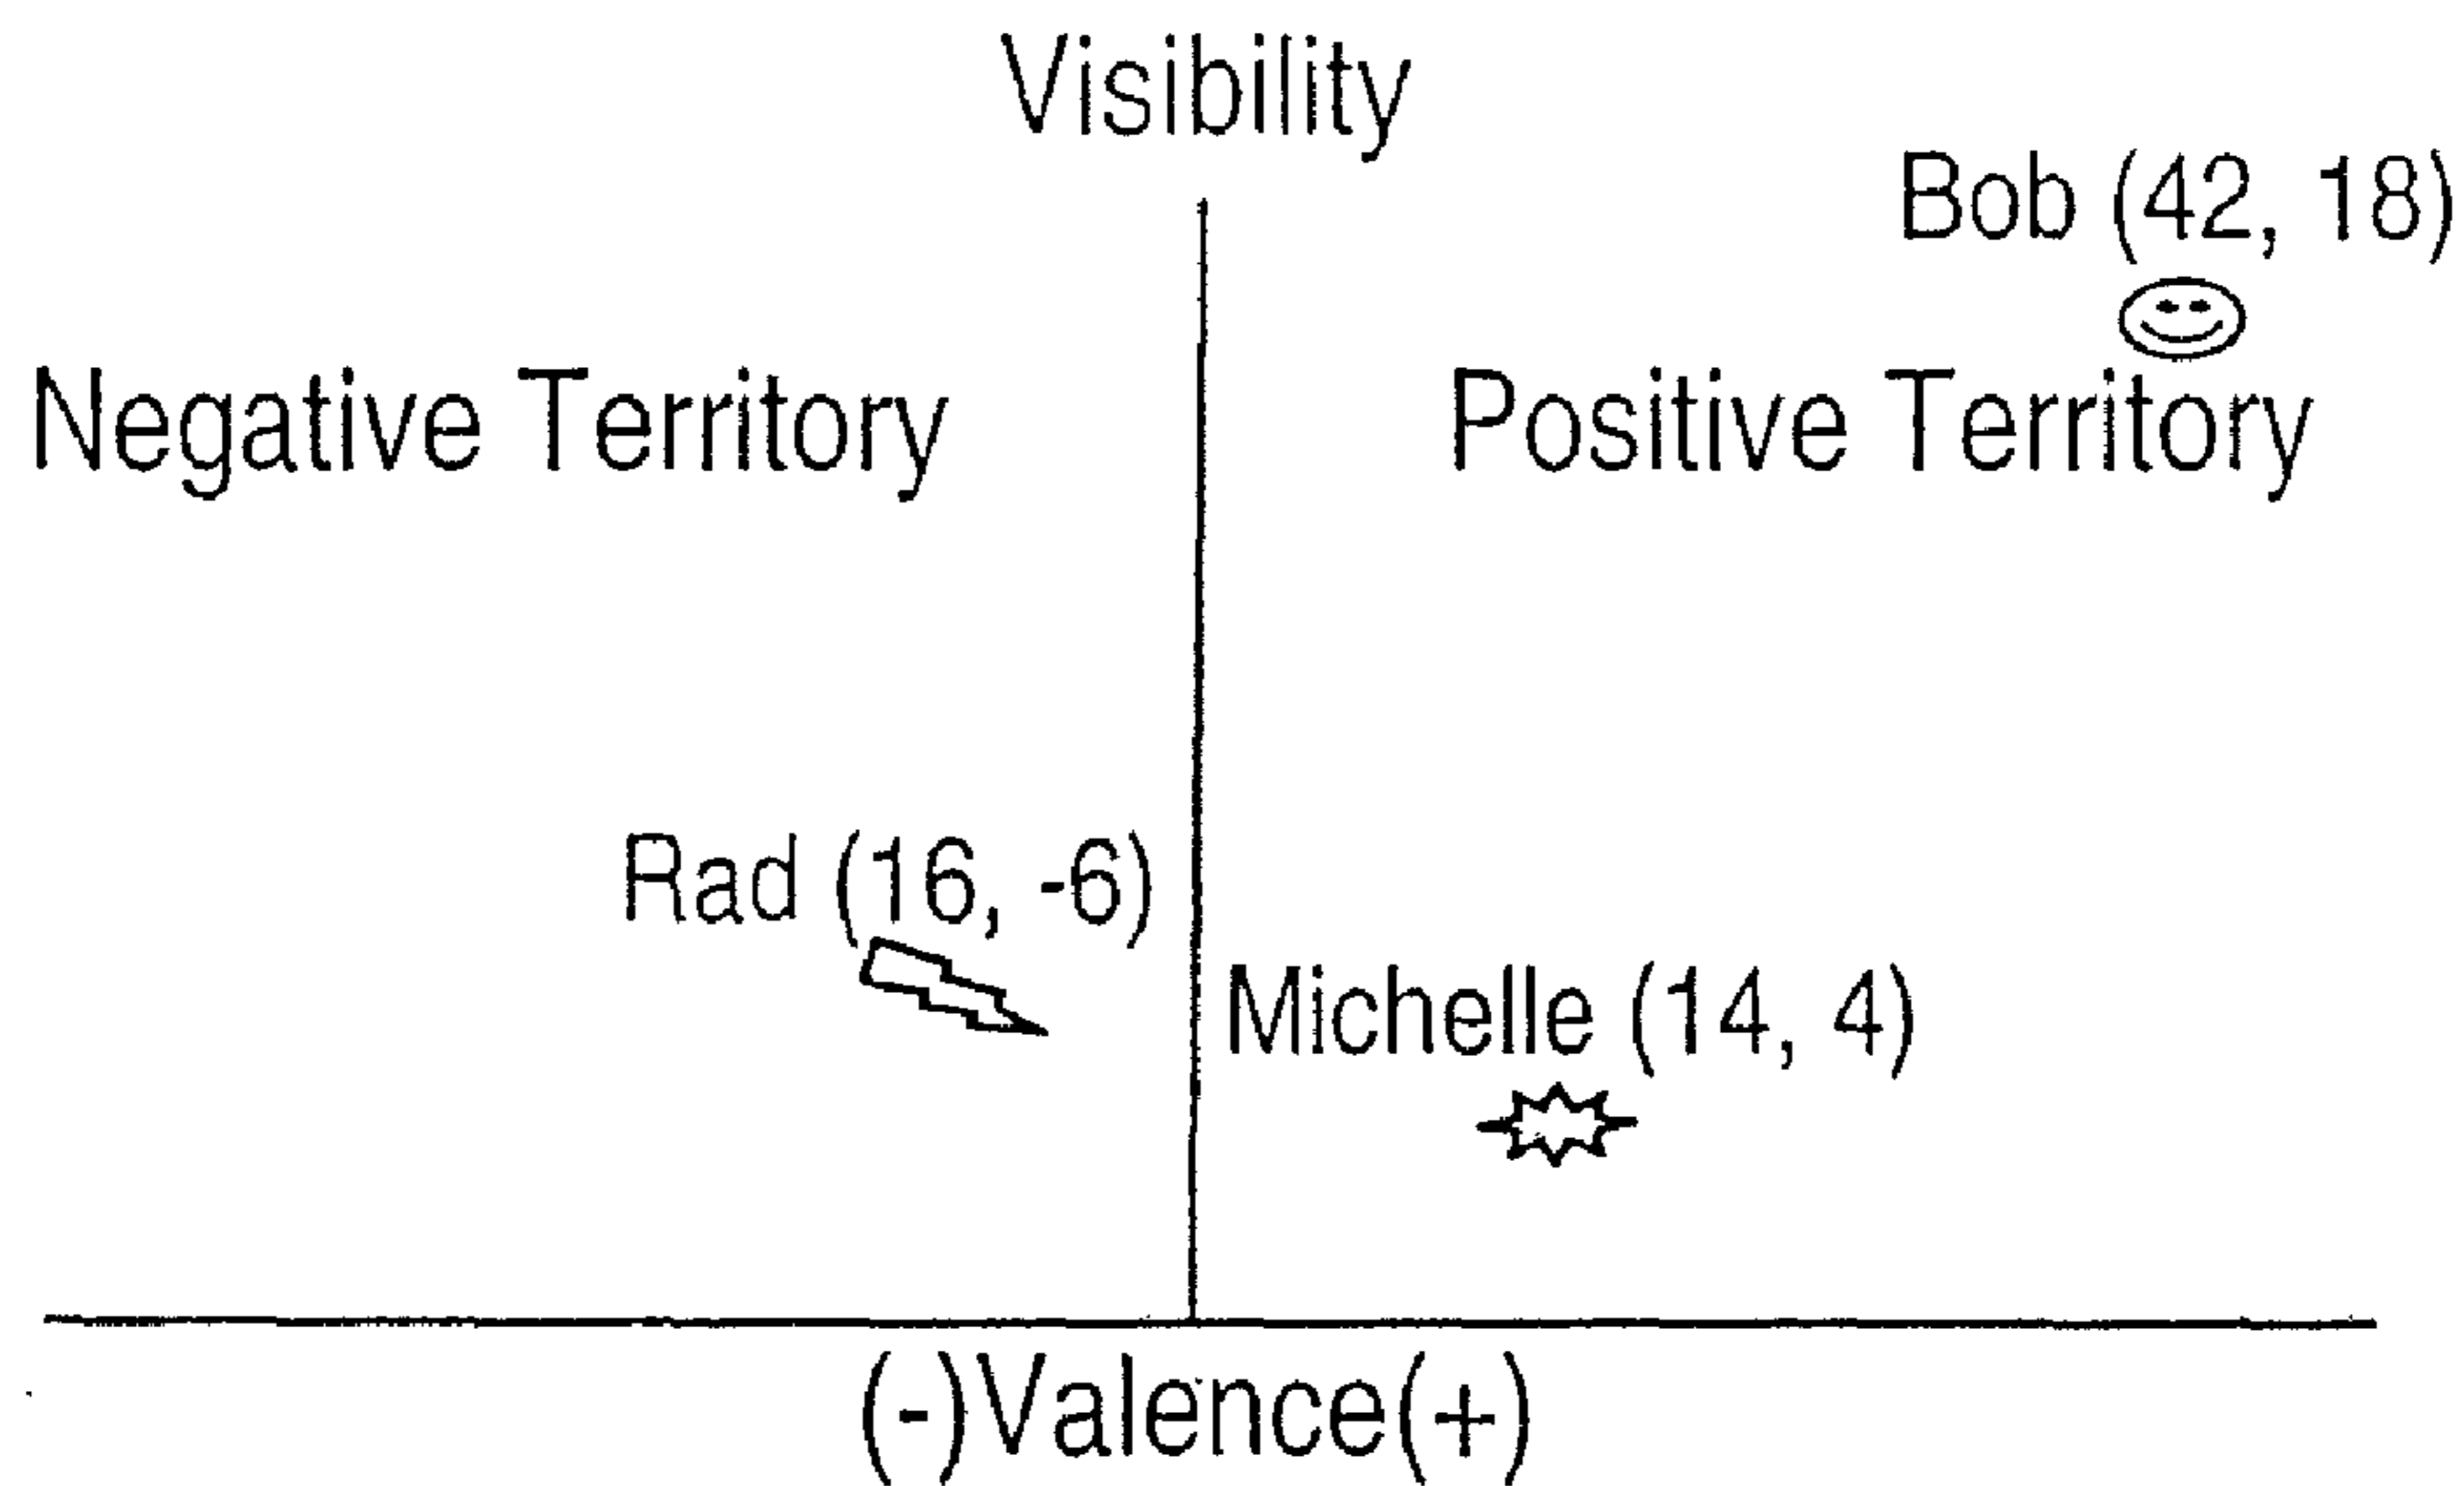 Visibility
Bob (42, 18)
Negative Territory
Positive Territory
Rad (16, -6)
Michelle (14, 4)
(-)Valence(+)